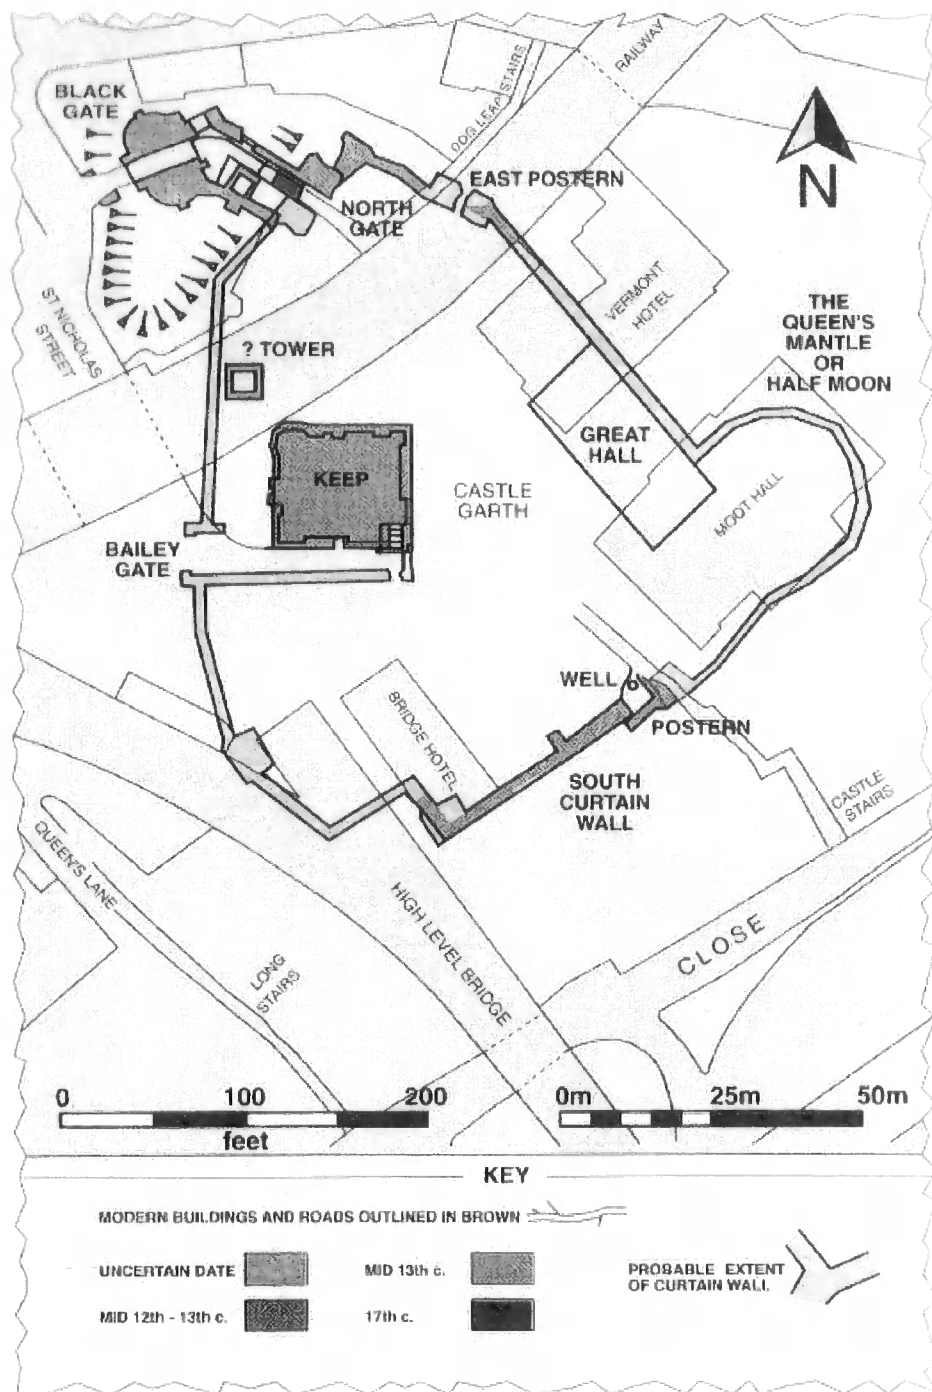 RAILWAY
DOG LEAP STAIRS
BLACK
GATE
N
EAST POSTERN
NORTH
GATE
VERMONT
HOTEL
THE
QUEEN'S
MANTLE
OR
HALF MOON
ST NICHOLAS
STREET
? TOWER
GREAT
HALL
KEEP
CASTLE
GARTH
MOOT HALL
BAILEY
GATE
WELL
POSTERN
BRIDGE HOTEL
SOUTH
CURTAIN
WALL
CASTLE
STAIRS
QUEEN'S LANE
HIGH LEVEL BRIDGE
CLOSE
LONG
STAIRS
0 100 200
feet
0m 25m 50m
KEY
MODERN BUILDINGS AND ROADS OUTLINED IN BROWN
UNCERTAIN DATE
MID 13th c.
PROBABLE EXTENT
OF CURTAIN WALL
MID 12th - 13th c.
17th c.